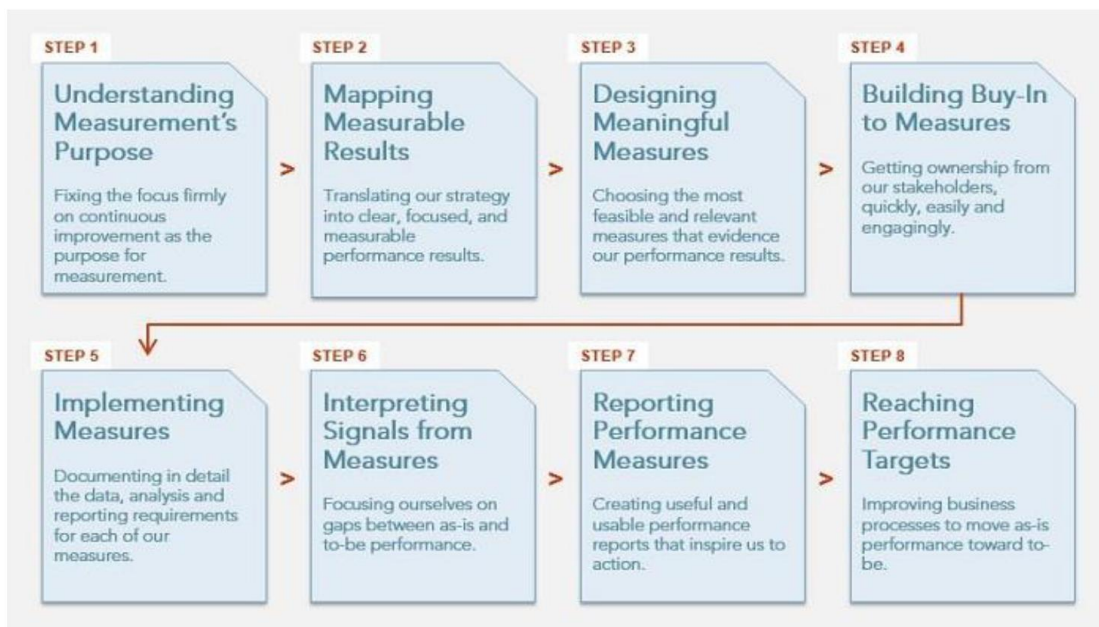 STEP 1
Understanding
Measurement's
Purpose
Fixing the focus firmly
on continuous
improvement as the
purpose for
measurement.
>
STEP 2
Mapping
Measurable
Results
Translating our strategy
into clear, focused, and
measurable
performance results.
>
STEP 3
Designing
Meaningful
Measures
Choosing the most
feasible and relevant
measures that evidence
our performance results.
>
STEP 4
Building Buy-In
to Measures
Getting ownership from
our stakeholders,
quickly, easily and
engagingly.
STEP 5
Implementing
Measures
Documenting in detail
the data, analysis and
reporting requirements
for each of our
measures.
>
STEP 6
Interpreting
Signals from
Measures
Focusing ourselves on
gaps between as-is and
to-be performance.
>
STEP 7
Reporting
Performance
Measures
Creating useful and
usable performance
reports that inspire us to
action.
>
STEP 8
Reaching
Performance
Targets
Improving business
processes to move as-is
performance toward to-
be.